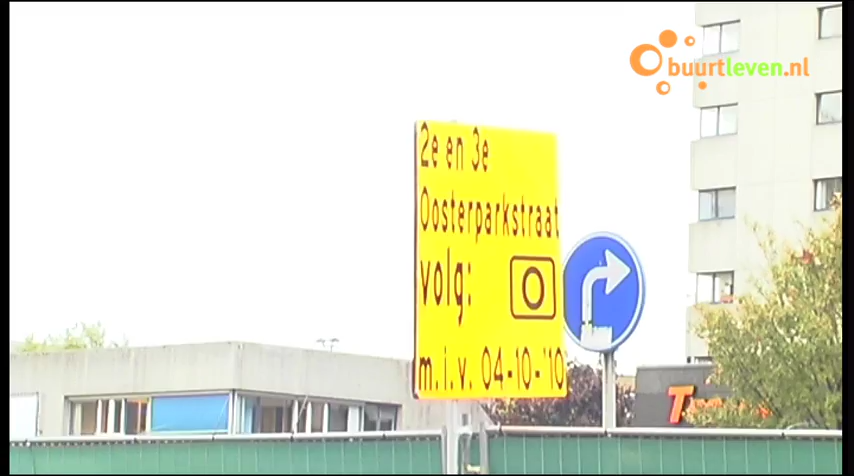 buurtleven.nl
2e en 3e
Oosterparkstraat
volg: O
m.i.v. 04-10-'10
T